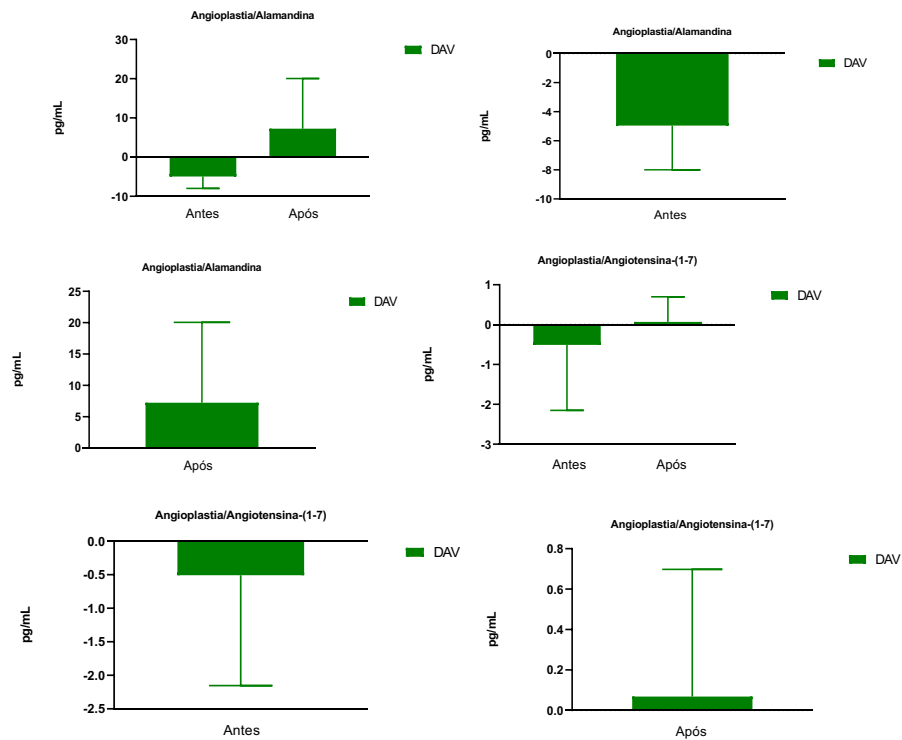 Angioplastia/Alamandina
DAV
pg/mL
30
20
10
0
-10
Antes
Após
Angioplastia/Alamandina
DAV
pg/mL
0
-2
-4
-6
-8
-10
Antes
Angioplastia/Alamandina
DAV
pg/mL
25
20
15
10
5
0
Após
Angioplastia/Angiotensina-(1-7)
DAV
pg/mL
1
0
-1
-2
-3
Antes
Após
Angioplastia/Angiotensina-(1-7)
DAV
pg/mL
0.0
-0.5
-1.0
-1.5
-2.0
-2.5
Antes
Angioplastia/Angiotensina-(1-7)
DAV
pg/mL
0.8
0.6
0.4
0.2
0.0
Após